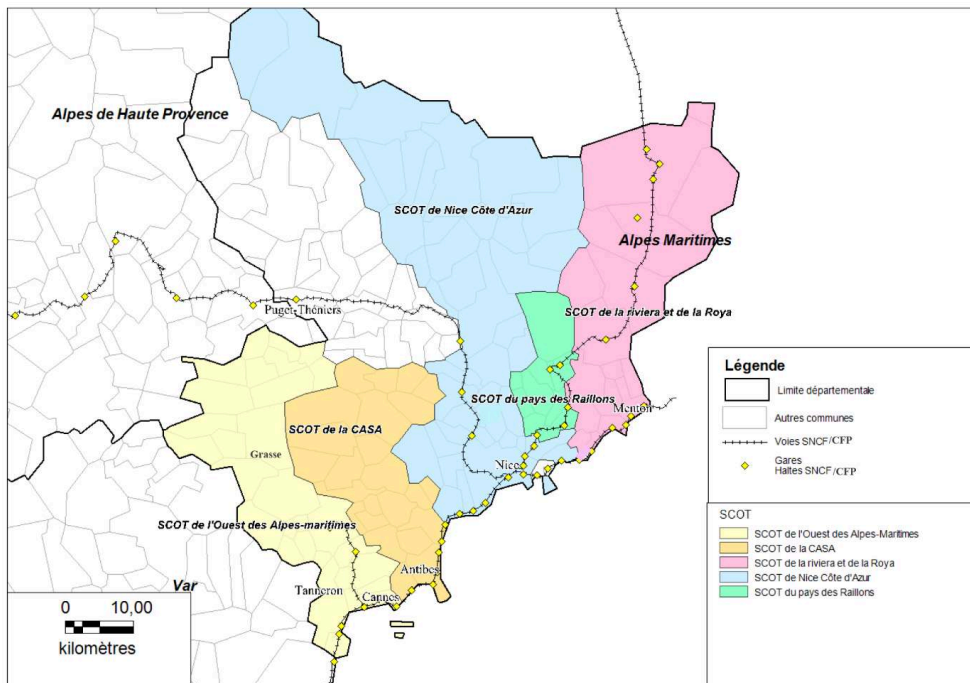 Alpes de Haute Provence
SCOT de Nice Côte d'Azur
Alpes Maritimes
Puget-Théniers
SCOT de la riviera et de la Roya
SCOT du pays des Raillons
Menton
SCOT de la CASA
Grasse
Nice
SCOT de l'Ouest des Alpes-maritimes
Antibes
Var
Tanneron
Cannes
0 10,00
kilomètres
Légende
Limite départementale
Autres communes
Voies SNCF/CFP
Gares
Haltes SNCF/CFP
SCOT
SCOT de l'Ouest des Alpes-Maritimes
SCOT de la CASA
SCOT de la riviera et de la Roya
SCOT de Nice Côte d'Azur
SCOT du pays des Raillons